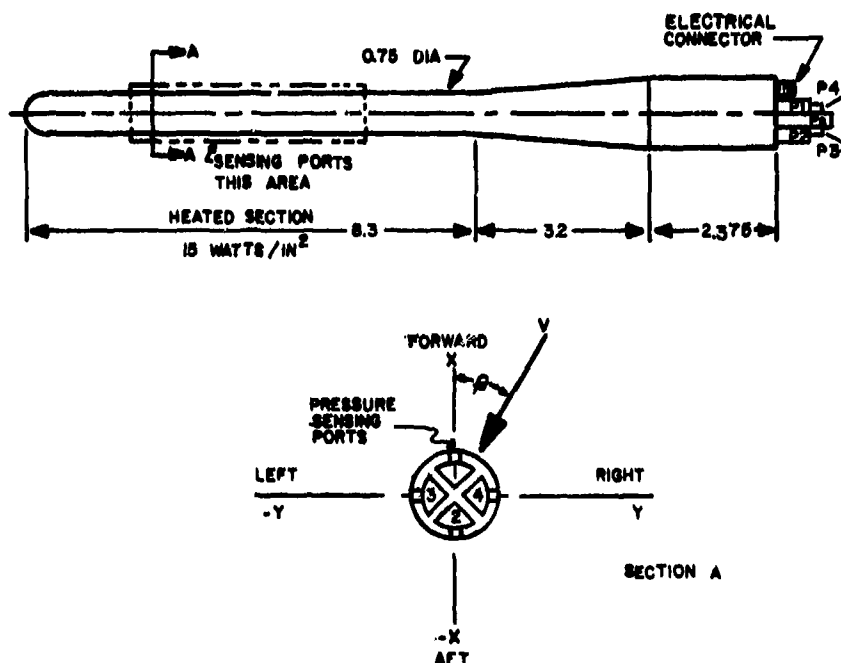 ELECTRICAL
CONNECTOR
A
0.75 DIA
P4
P1
P2
P3
A
SENSING PORTS
THIS AREA
HEATED SECTION
8.3
3.2
2.375
15 WATTS/IN²
V
FORWARD
X
β
PRESSURE
SENSING
PORTS
LEFT
RIGHT
3
4
-Y
Y
2
SECTION A
-X
AFT